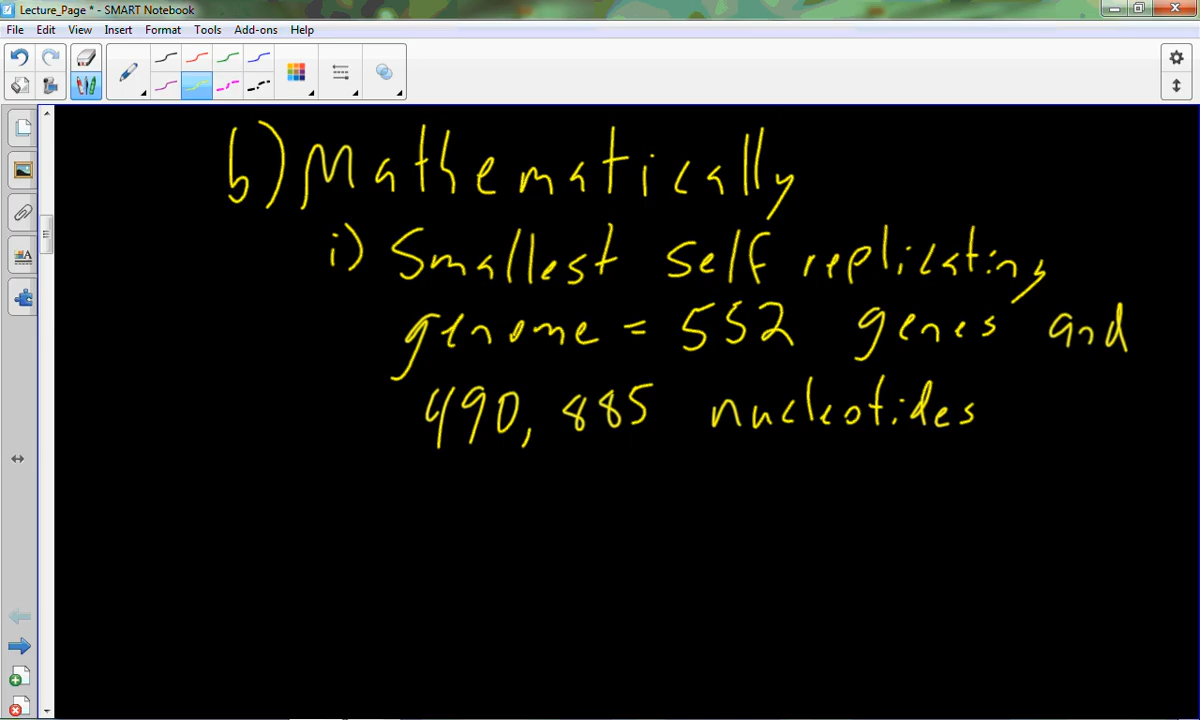 Lecture_Page * - SMART Notebook
File Edit View Insert Format Tools Add-ons Help
b) Mathematically
i) Smallest self replicating
genome = 552 genes and
490,885 nucleotides